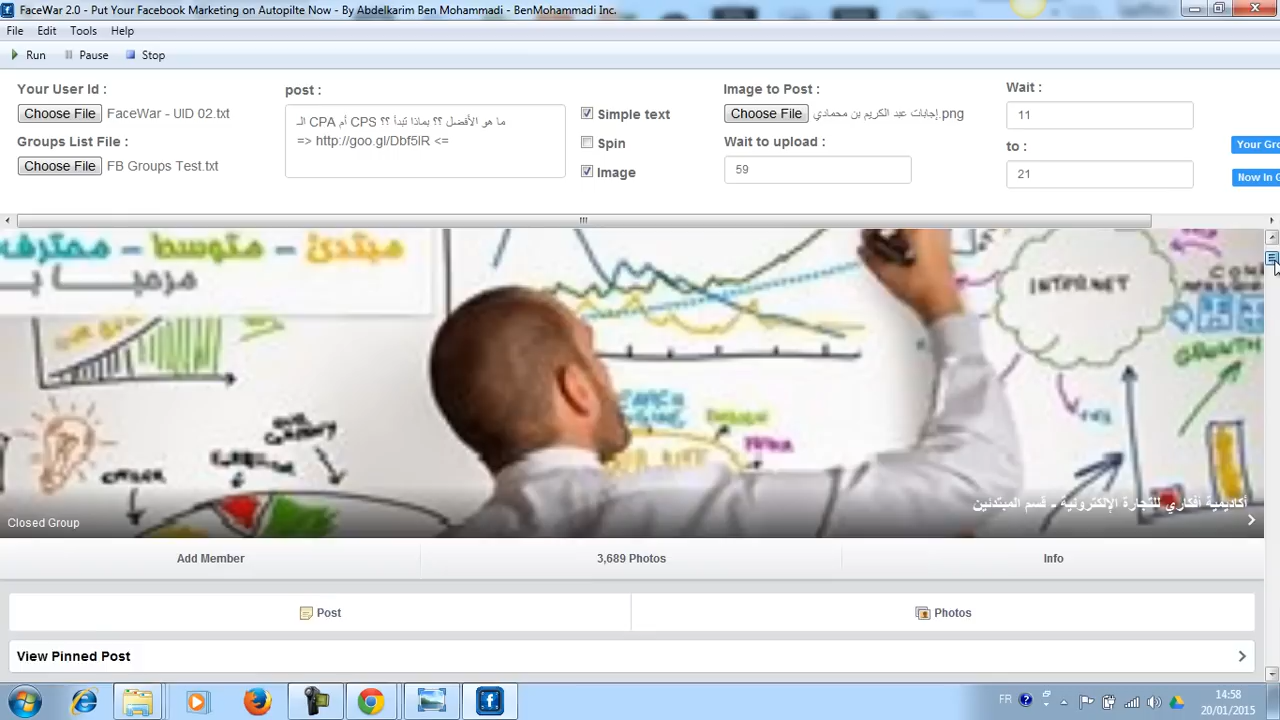 FaceWar 2.0 - Put Your Facebook Marketing on Autopilte Now - By Abdelkarim Ben Mohammadi - BenMohammadi Inc.
File Edit Tools Help
Run Pause Stop
Your User Id :
Choose File FaceWar - UID 02.txt
Groups List File :
Choose File FB Groups Test.txt
post :
ما هو الأفضل ؟؟ بماذا تبدأ ؟؟ CPS أم CPA الـ
=> http://goo.gl/Dbf5lR <=
Simple text
Spin
Image
Image to Post :
Choose File إجابات عبد الكريم بن محمادي.png
Wait to upload :
59
Wait :
11
to :
21
Your Gro
Now In G
مبتدئ – متوسط – محترف
INTERNET
GROWTH
أكاديمية أفكاري للتجارة الإلكترونية - قسم المبتدئين
Closed Group
Add Member 3,689 Photos Info
Post Photos
View Pinned Post
FR 14:58
20/01/2015